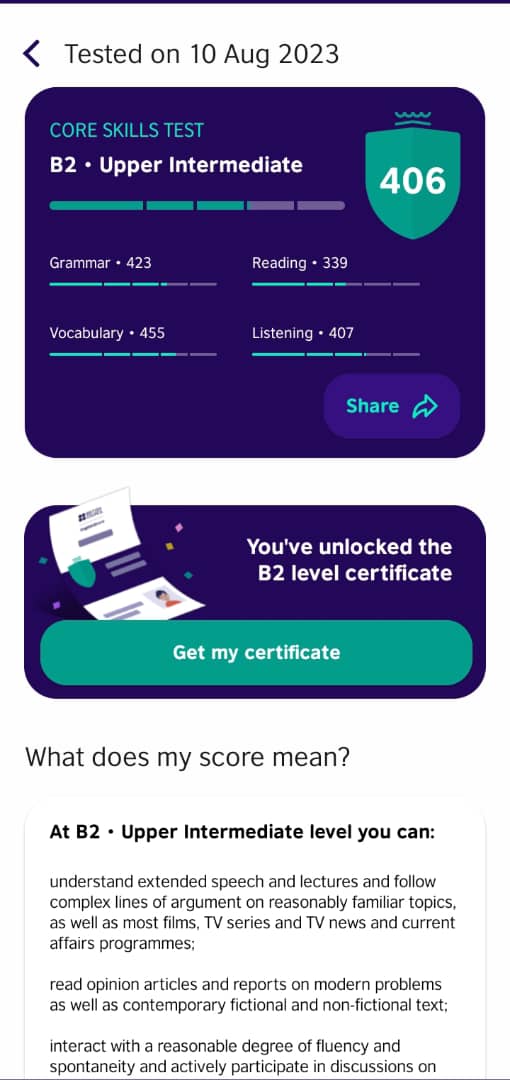 Tested on 10 Aug 2023
CORE SKILLS TEST
B2 • Upper Intermediate
406
Grammar • 423
Reading • 339
Vocabulary • 455
Listening • 407
Share
You've unlocked the
B2 level certificate
Get my certificate
What does my score mean?
At B2 • Upper Intermediate level you can:
understand extended speech and lectures and follow
complex lines of argument on reasonably familiar topics,
as well as most films, TV series and TV news and current
affairs programmes;
read opinion articles and reports on modern problems
as well as contemporary fictional and non-fictional text;
interact with a reasonable degree of fluency and
spontaneity and actively participate in discussions on